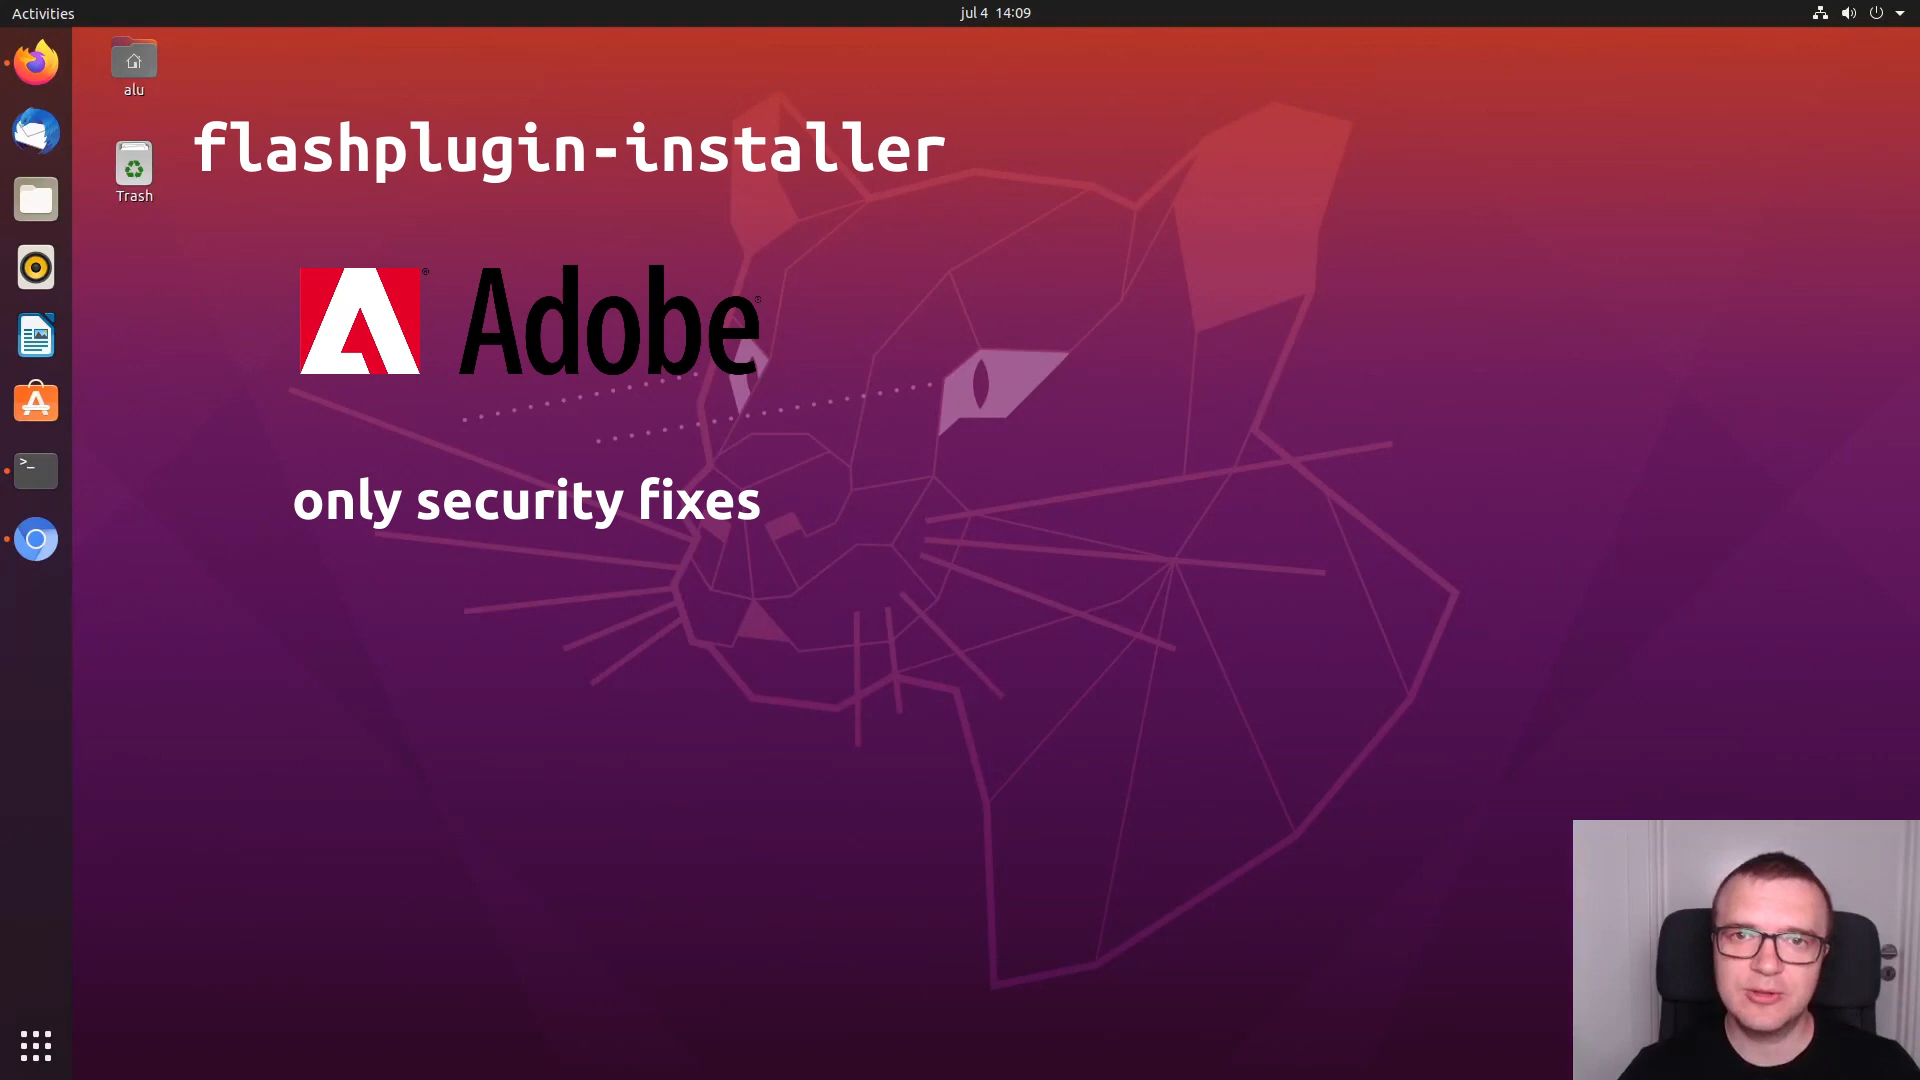 Activities
jul 4 14:09
alu
Trash
flashplugin-installer
Adobe
only security fixes